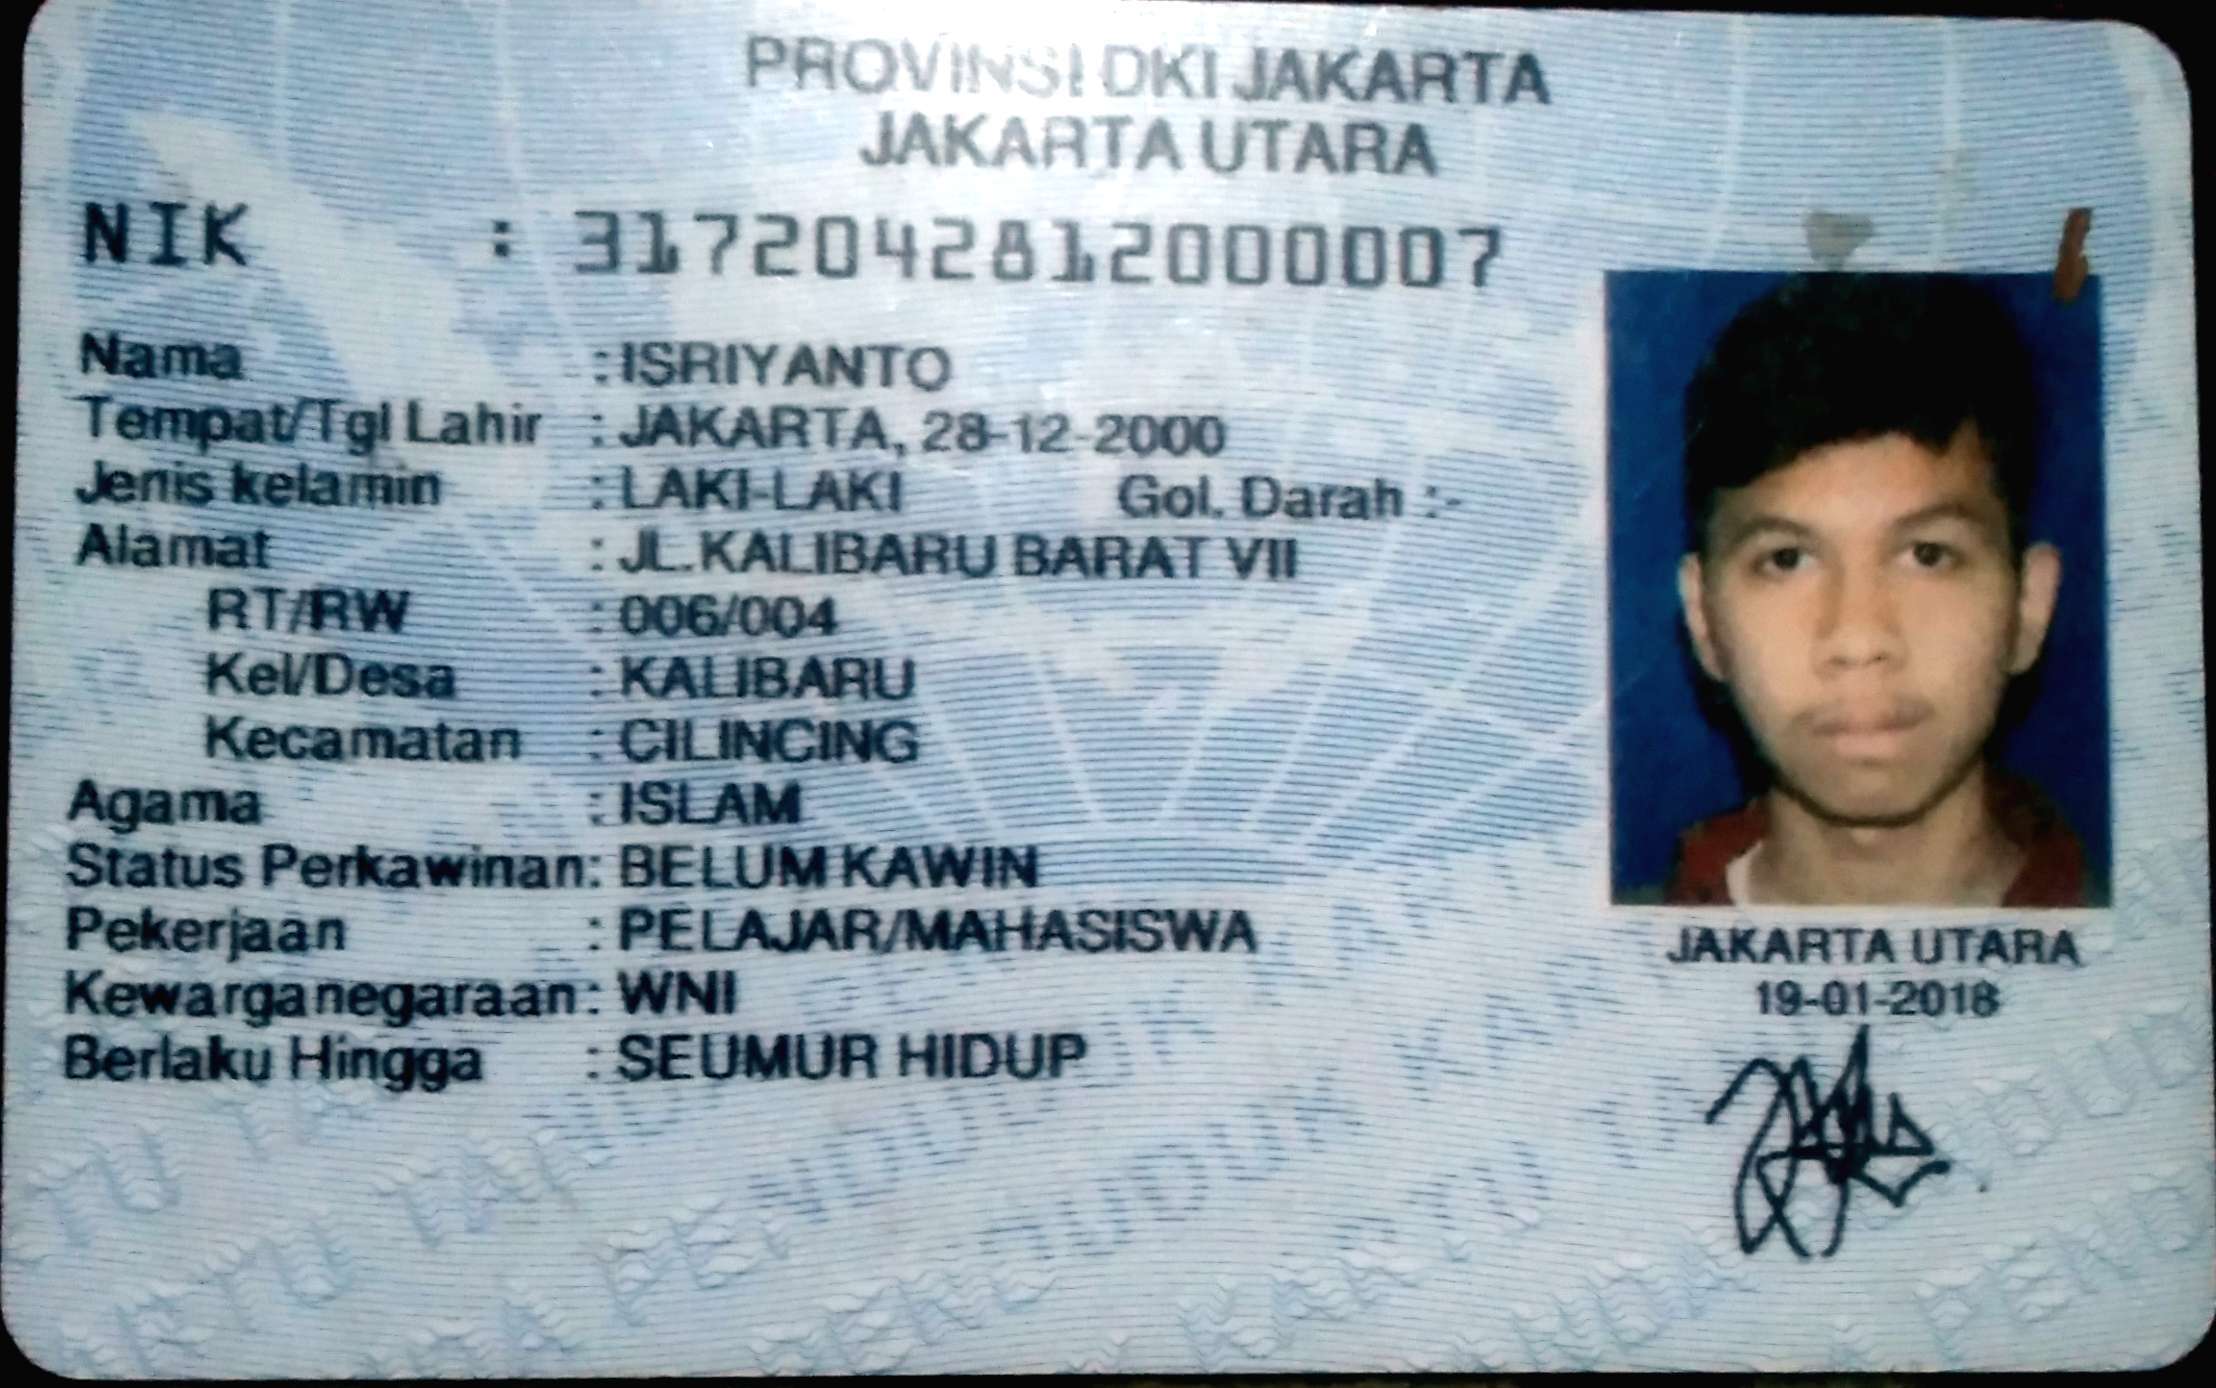 PROVINSI DKI JAKARTA
JAKARTA UTARA
NIK : 3172042812000007
Nama : ISRIYANTO
Tempat/Tgl Lahir : JAKARTA, 28-12-2000
Jenis kelamin : LAKI-LAKI Gol. Darah :-
Alamat : JL.KALIBARU BARAT VII
RT/RW : 006/004
Kel/Desa : KALIBARU
Kecamatan : CILINCING
Agama : ISLAM
Status Perkawinan: BELUM KAWIN
Pekerjaan : PELAJAR/MAHASISWA
Kewarganegaraan: WNI
Berlaku Hingga : SEUMUR HIDUP
JAKARTA UTARA
19-01-2018